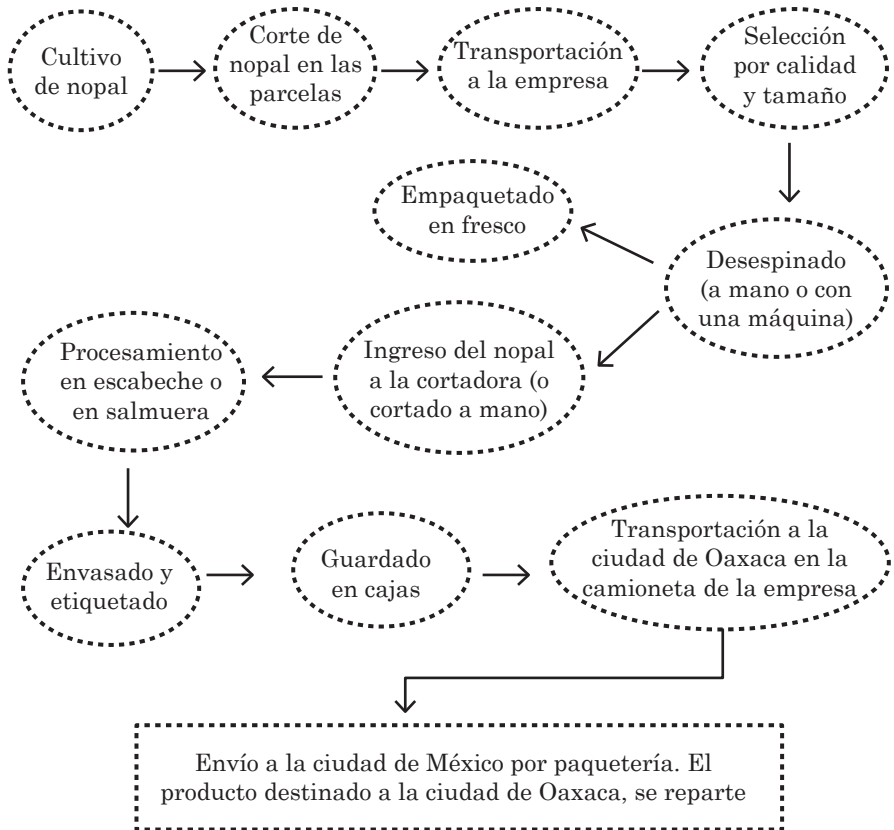 Cultivo
de nopal
Corte de
nopal en las
parcelas
Transportación
a la empresa
Selección
por calidad
y tamaño
Empaquetado
en fresco
Desespinado
(a mano o con
una máquina)
Ingreso del nopal
a la cortadora (o
cortado a mano)
Procesamiento
en escabeche o
en salmuera
Envasado y
etiquetado
Guardado
en cajas
Transportación a la
ciudad de Oaxaca en la
camioneta de la empresa
Envío a la ciudad de México por paquetería. El
producto destinado a la ciudad de Oaxaca, se reparte